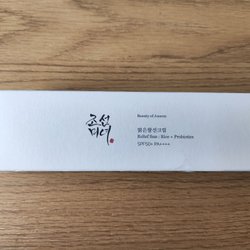 조선
미녀
Beauty of Joseon
맑은쌀선크림
Relief Sun : Rice + Probiotics
SPF50+ PA++++